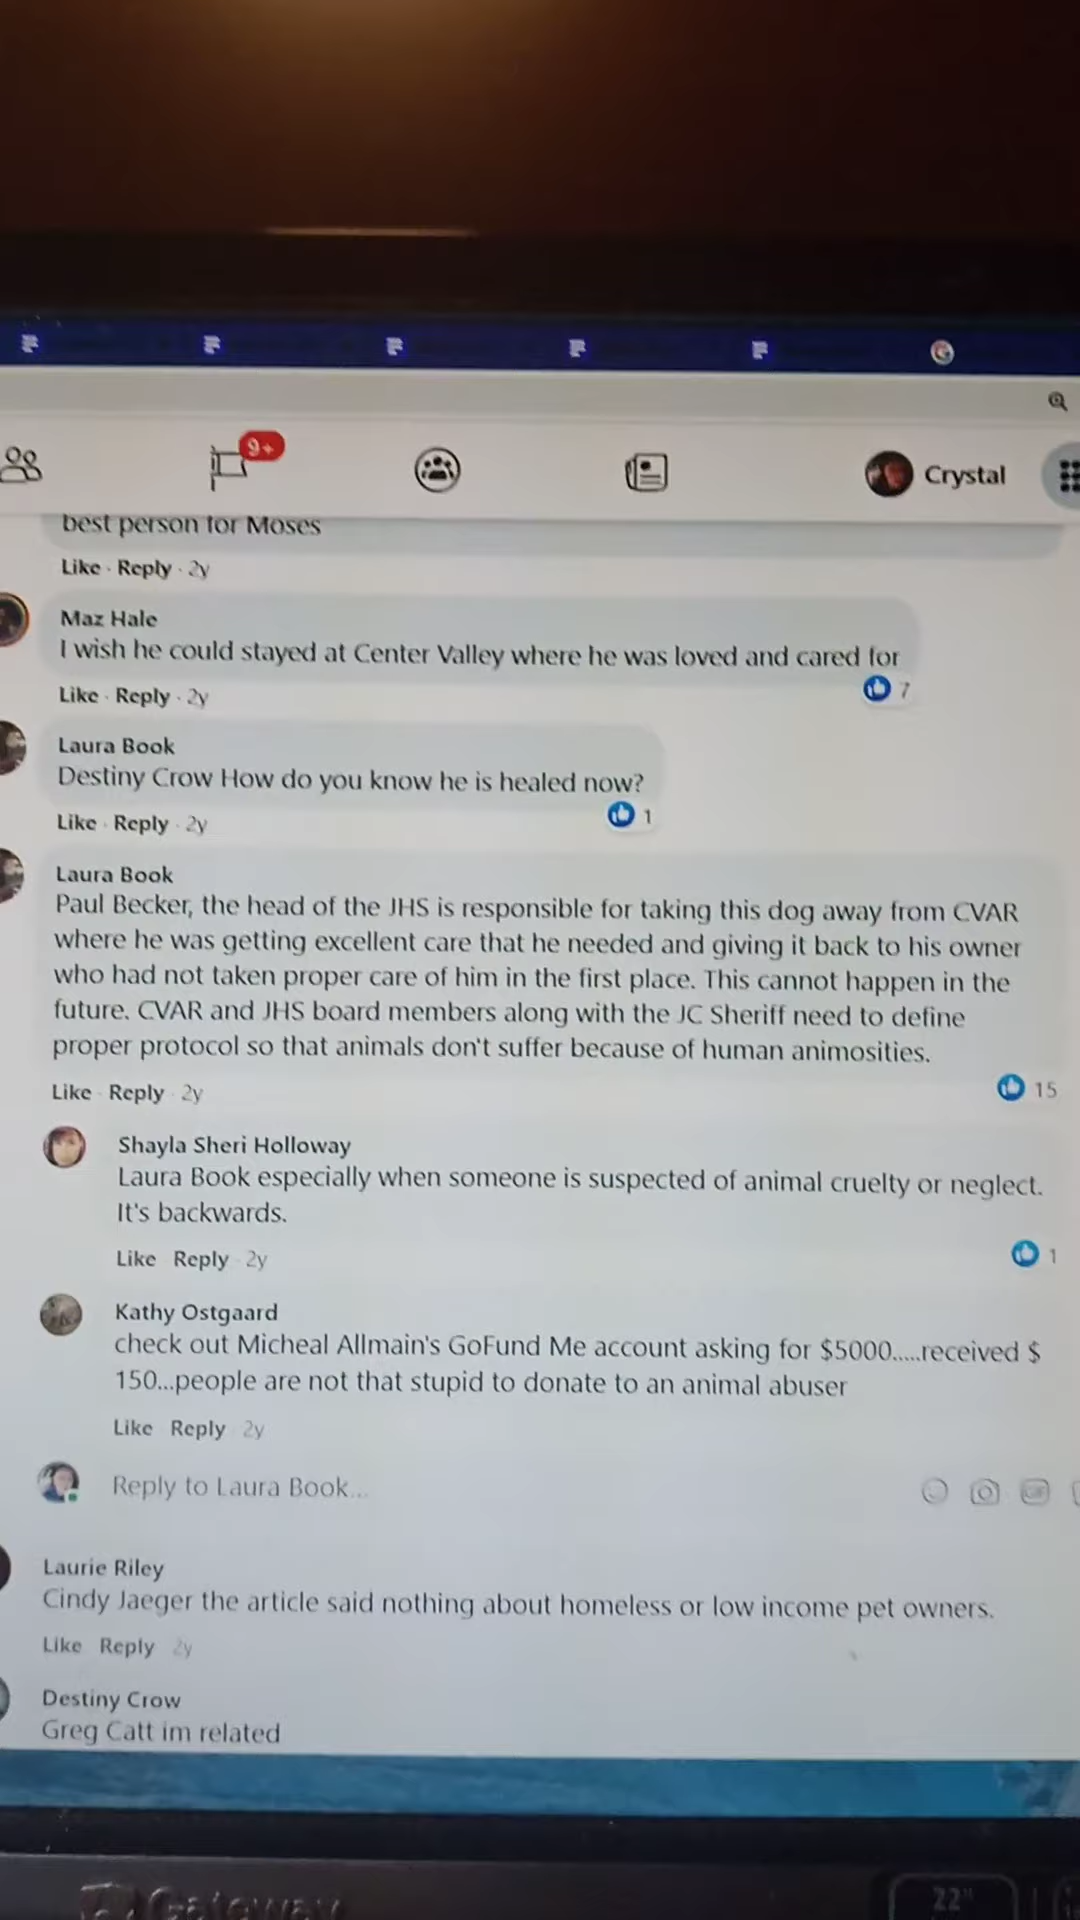 9+
Crystal
best person for Moses
Like · Reply · 2y
Maz Hale
I wish he could stayed at Center Valley where he was loved and cared for
7
Like · Reply · 2y
Laura Book
Destiny Crow How do you know he is healed now?
1
Like · Reply · 2y
Laura Book
Paul Becker, the head of the JHS is responsible for taking this dog away from CVAR
where he was getting excellent care that he needed and giving it back to his owner
who had not taken proper care of him in the first place. This cannot happen in the
future. CVAR and JHS board members along with the JC Sheriff need to define
proper protocol so that animals don't suffer because of human animosities.
15
Like · Reply · 2y
Shayla Sheri Holloway
Laura Book especially when someone is suspected of animal cruelty or neglect.
It's backwards.
1
Like Reply · 2y
Kathy Ostgaard
check out Micheal Allmain's GoFund Me account asking for $5000.....received $
150...people are not that stupid to donate to an animal abuser
Like Reply 2y
Reply to Laura Book...
Laurie Riley
Cindy Jaeger the article said nothing about homeless or low income pet owners.
Like Reply 2y
Destiny Crow
Greg Catt im related
Gateway
22"